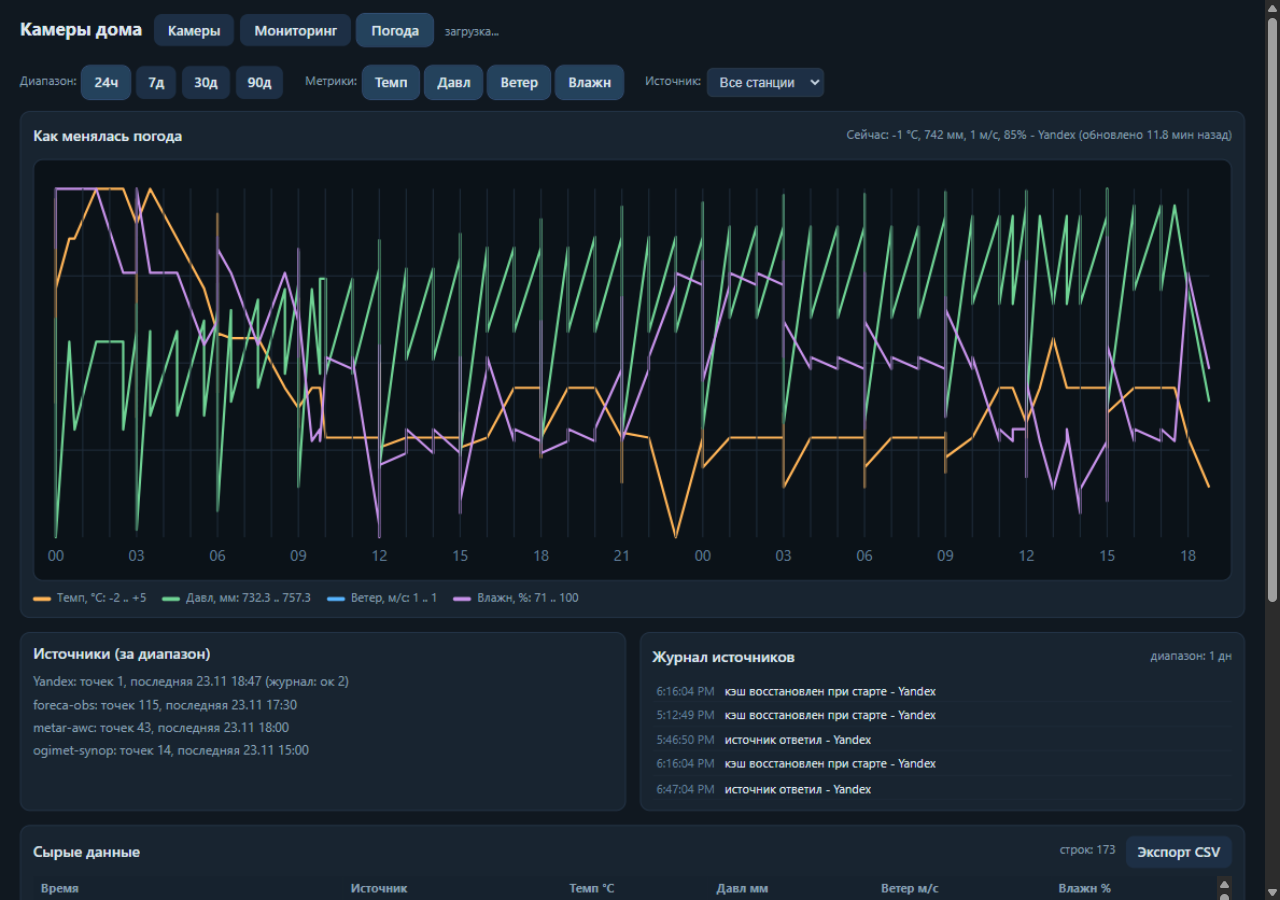 Камеры дома Камеры Мониторинг Погода загрузка...
Диапазон: 24ч 7д 30д 90д Метрики: Темп Давл Ветер Влажн Источник: Все станции
Как менялась погода Сейчас: -1 °C, 742 мм, 1 м/с, 85% - Yandex (обновлено 11.8 мин назад)
00 03 06 09 12 15 18 21 00 03 06 09 12 15 18
Темп, °C: -2 .. +5 Давл, мм: 732.3 .. 757.3 Ветер, м/с: 1 .. 1 Влажн, %: 71 .. 100
Источники (за диапазон)
Yandex: точек 1, последняя 23.11 18:47 (журнал: ок 2)
foreca-obs: точек 115, последняя 23.11 17:30
metar-awc: точек 43, последняя 23.11 18:00
ogimet-synop: точек 14, последняя 23.11 15:00
Журнал источников диапазон: 1 дн
6:16:04 PM кэш восстановлен при старте - Yandex
5:12:49 PM кэш восстановлен при старте - Yandex
5:46:50 PM источник ответил - Yandex
6:16:04 PM кэш восстановлен при старте - Yandex
6:47:04 PM источник ответил - Yandex
Сырые данные строк: 173 Экспорт CSV
Время Источник Темп °C Давл мм Ветер м/с Влажн %